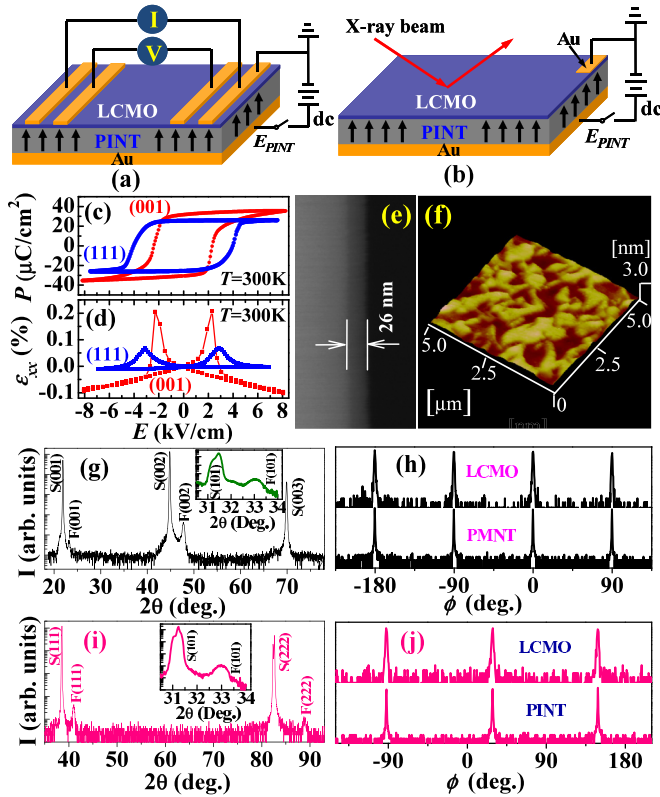 I
V
LCMO
PINT
Au
dc
E_PINT
(a)
X-ray beam
Au
LCMO
PINT
Au
dc
E_PINT
(b)
(c)
(001)
(111)
T=300K
P (μC/cm²)
40
20
0
-20
-40
(d)
T=300K
(111)
(001)
ε_xx (%)
0.2
0.1
0.0
-0.1
-8 -4 0 4 8
E (kV/cm)
(e)
26 nm
(f)
[nm]
3.0
5.0
2.5
0
5.0
2.5
[μm]
(g)
I (arb. units)
S(001)
F(001)
S(002)
F(002)
S(003)
S(101)
F(101)
31 32 33 34
2θ (Deg.)
20 30 40 50 60 70
2θ (deg.)
(h)
LCMO
PMNT
-180 -90 0 90
ϕ (deg.)
(i)
I (arb. units)
S(111)
F(111)
S(222)
F(222)
S(101)
F(101)
31 32 33 34
2θ (Deg.)
40 50 60 70 80 90
2θ (deg.)
(j)
LCMO
PINT
-90 0 90 180
ϕ (deg.)